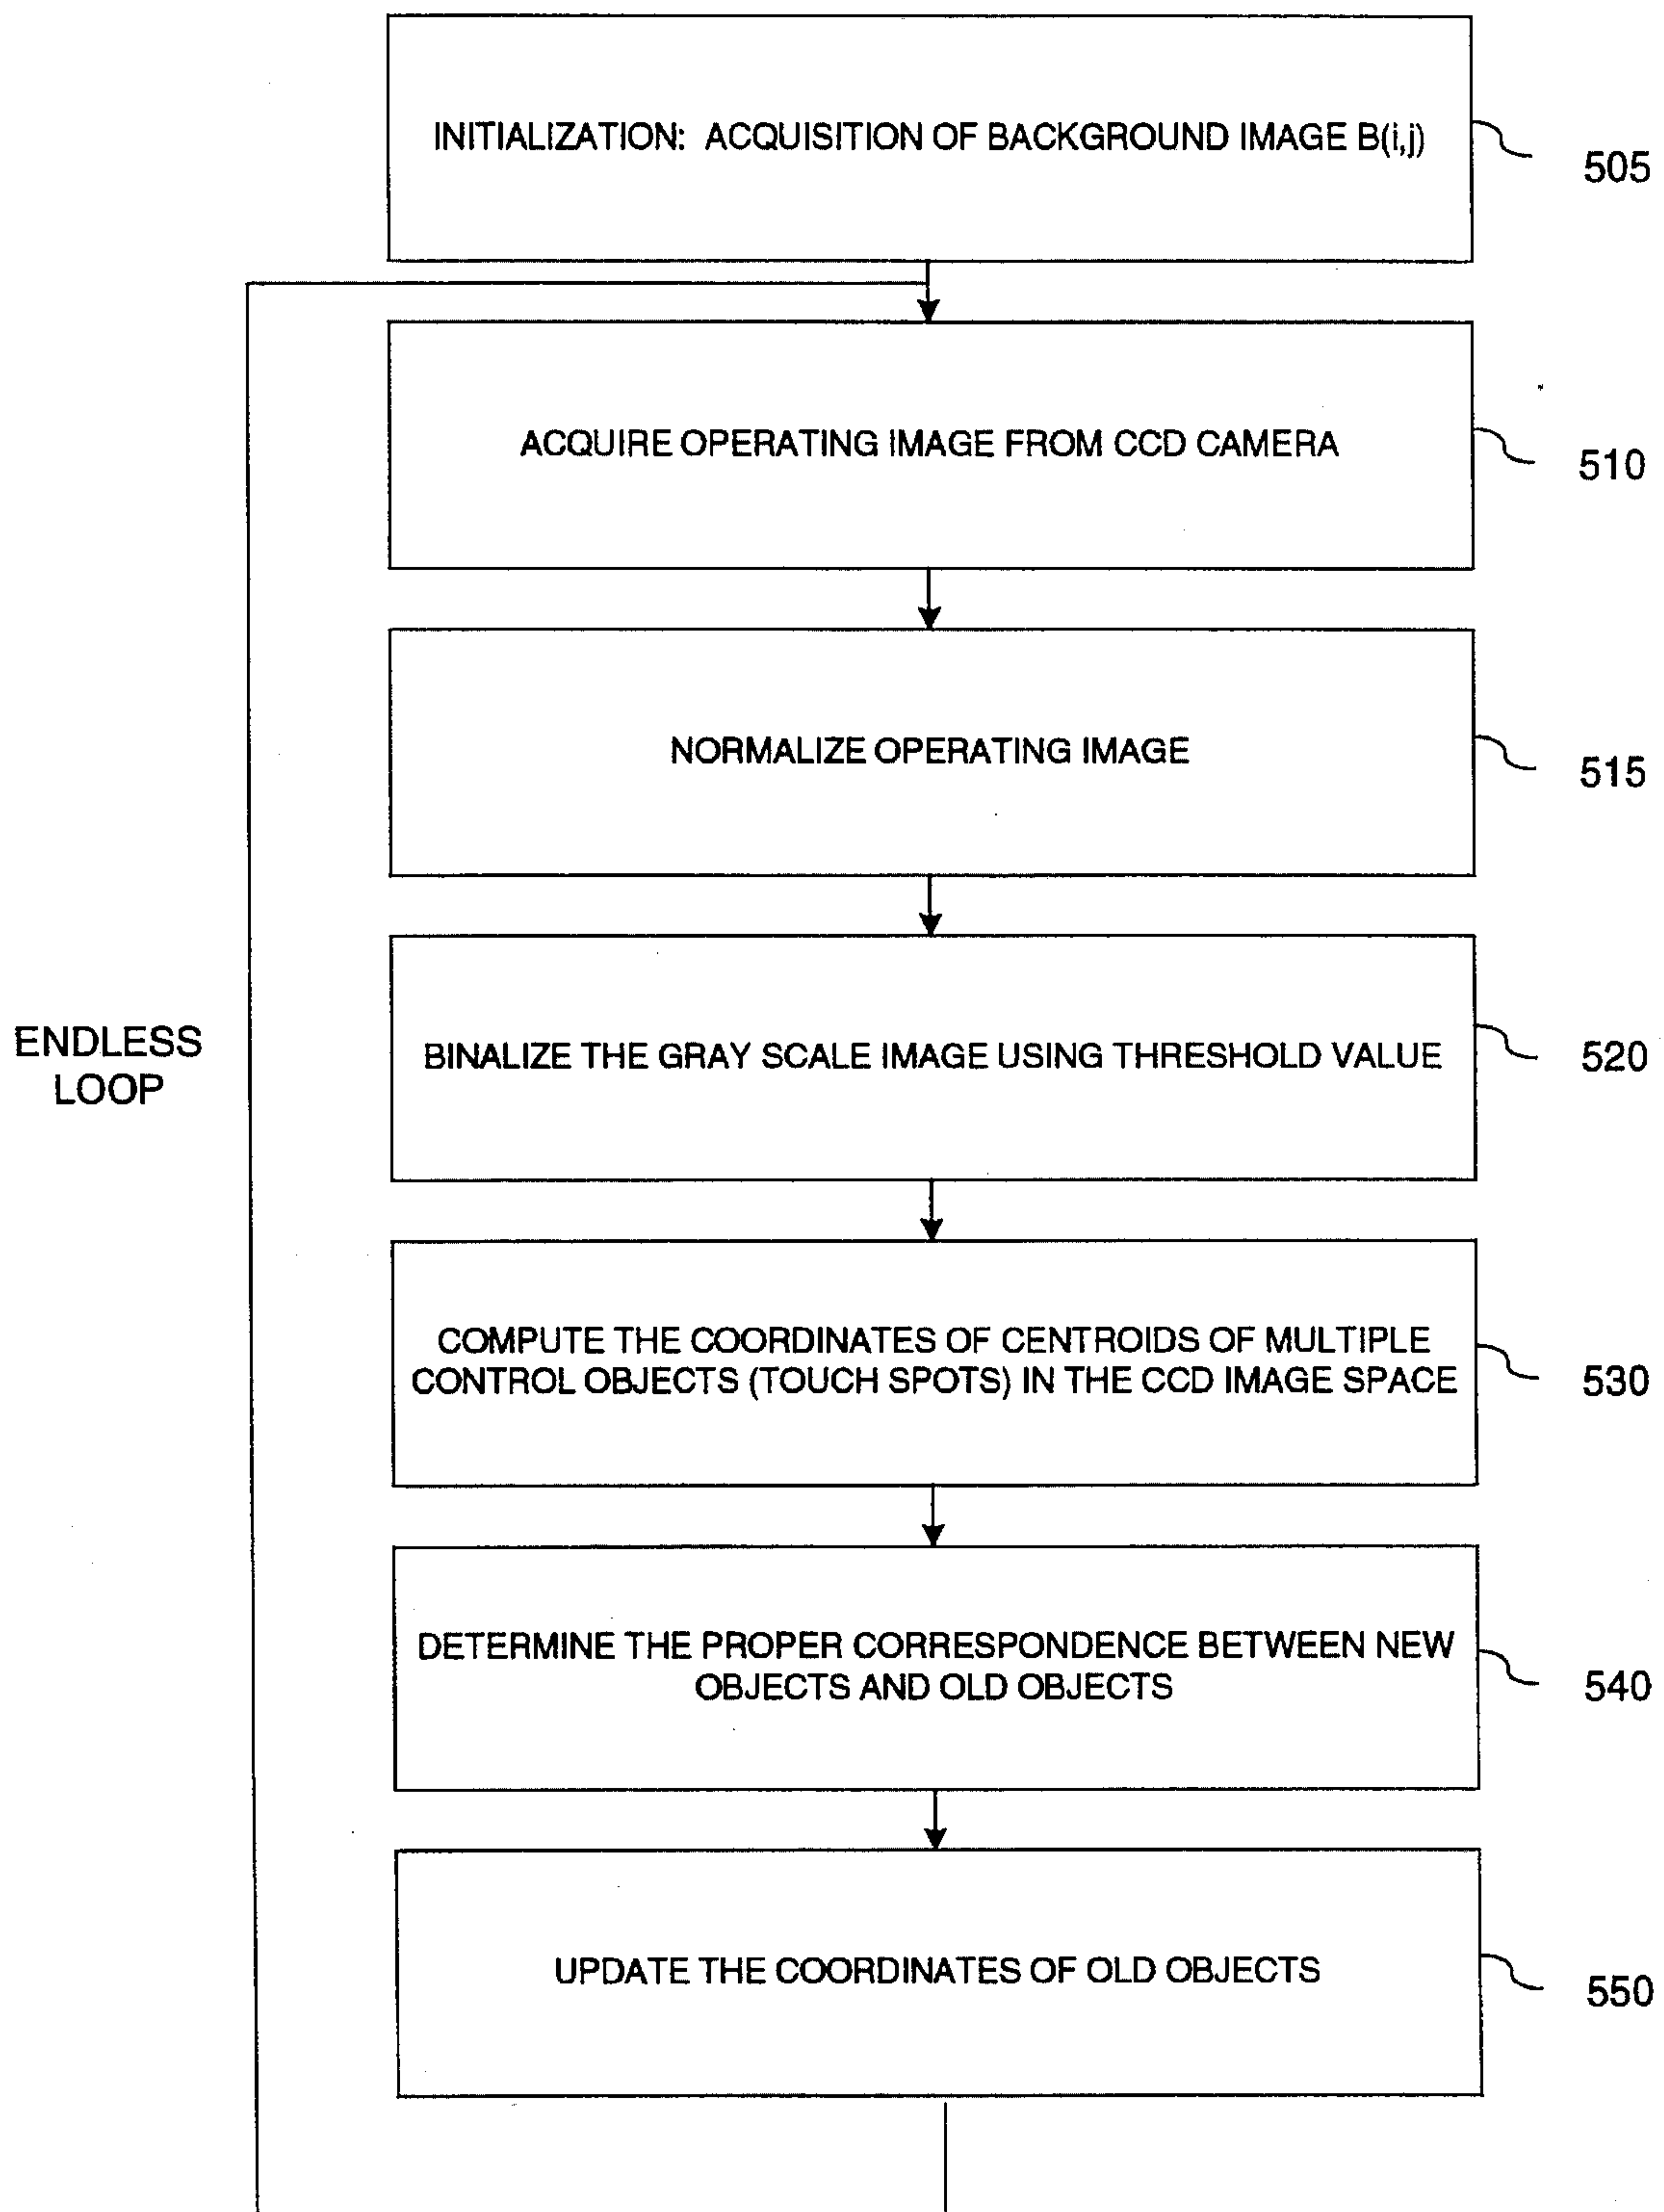 INITIALIZATION: ACQUISITION OF BACKGROUND IMAGE B(i,j)
505
ACQUIRE OPERATING IMAGE FROM CCD CAMERA
510
NORMALIZE OPERATING IMAGE
515
ENDLESS
LOOP
BINALIZE THE GRAY SCALE IMAGE USING THRESHOLD VALUE
520
COMPUTE THE COORDINATES OF CENTROIDS OF MULTIPLE
CONTROL OBJECTS (TOUCH SPOTS) IN THE CCD IMAGE SPACE
530
DETERMINE THE PROPER CORRESPONDENCE BETWEEN NEW
OBJECTS AND OLD OBJECTS
540
UPDATE THE COORDINATES OF OLD OBJECTS
550